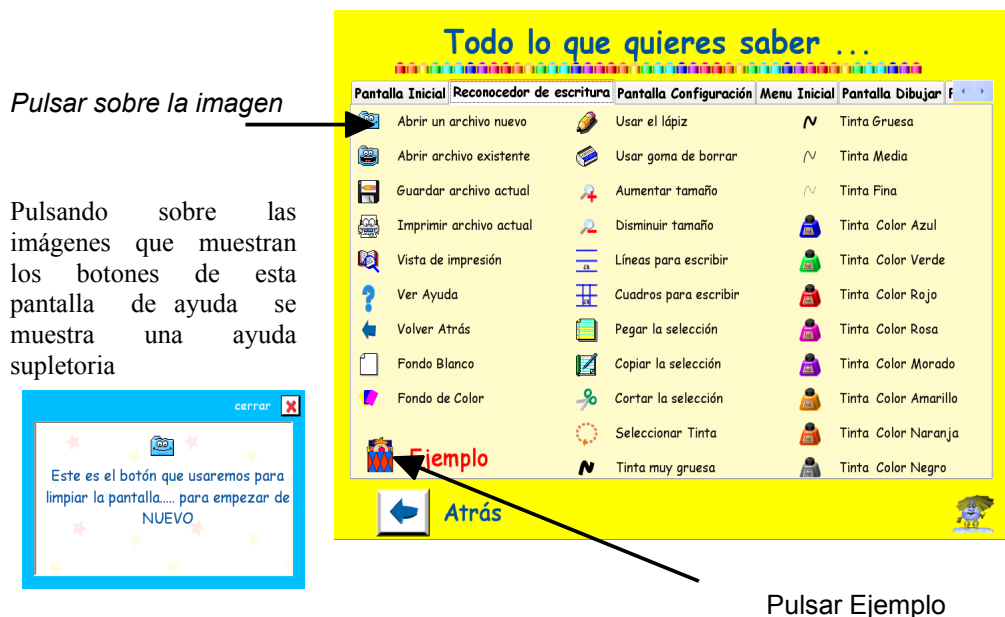 Pulsar sobre la imagen
Pulsando sobre las
imágenes que muestran
los botones de esta
pantalla de ayuda se
muestra una ayuda
supletoria
cerrar
Este es el botón que usaremos para
limpiar la pantalla..... para empezar de
NUEVO
Todo lo que quieres saber ...
Pantalla Inicial Reconocedor de escritura Pantalla Configuración Menu Inicial Pantalla Dibujar
Abrir un archivo nuevo
Abrir archivo existente
Guardar archivo actual
Imprimir archivo actual
Vista de impresión
Ver Ayuda
Volver Atrás
Fondo Blanco
Fondo de Color
Ejemplo
Usar el lápiz
Usar goma de borrar
Aumentar tamaño
Disminuir tamaño
Líneas para escribir
Cuadros para escribir
Pegar la selección
Copiar la selección
Cortar la selección
Seleccionar Tinta
Tinta muy gruesa
Tinta Gruesa
Tinta Media
Tinta Fina
Tinta Color Azul
Tinta Color Verde
Tinta Color Rojo
Tinta Color Rosa
Tinta Color Morado
Tinta Color Amarillo
Tinta Color Naranja
Tinta Color Negro
Atrás
Pulsar Ejemplo